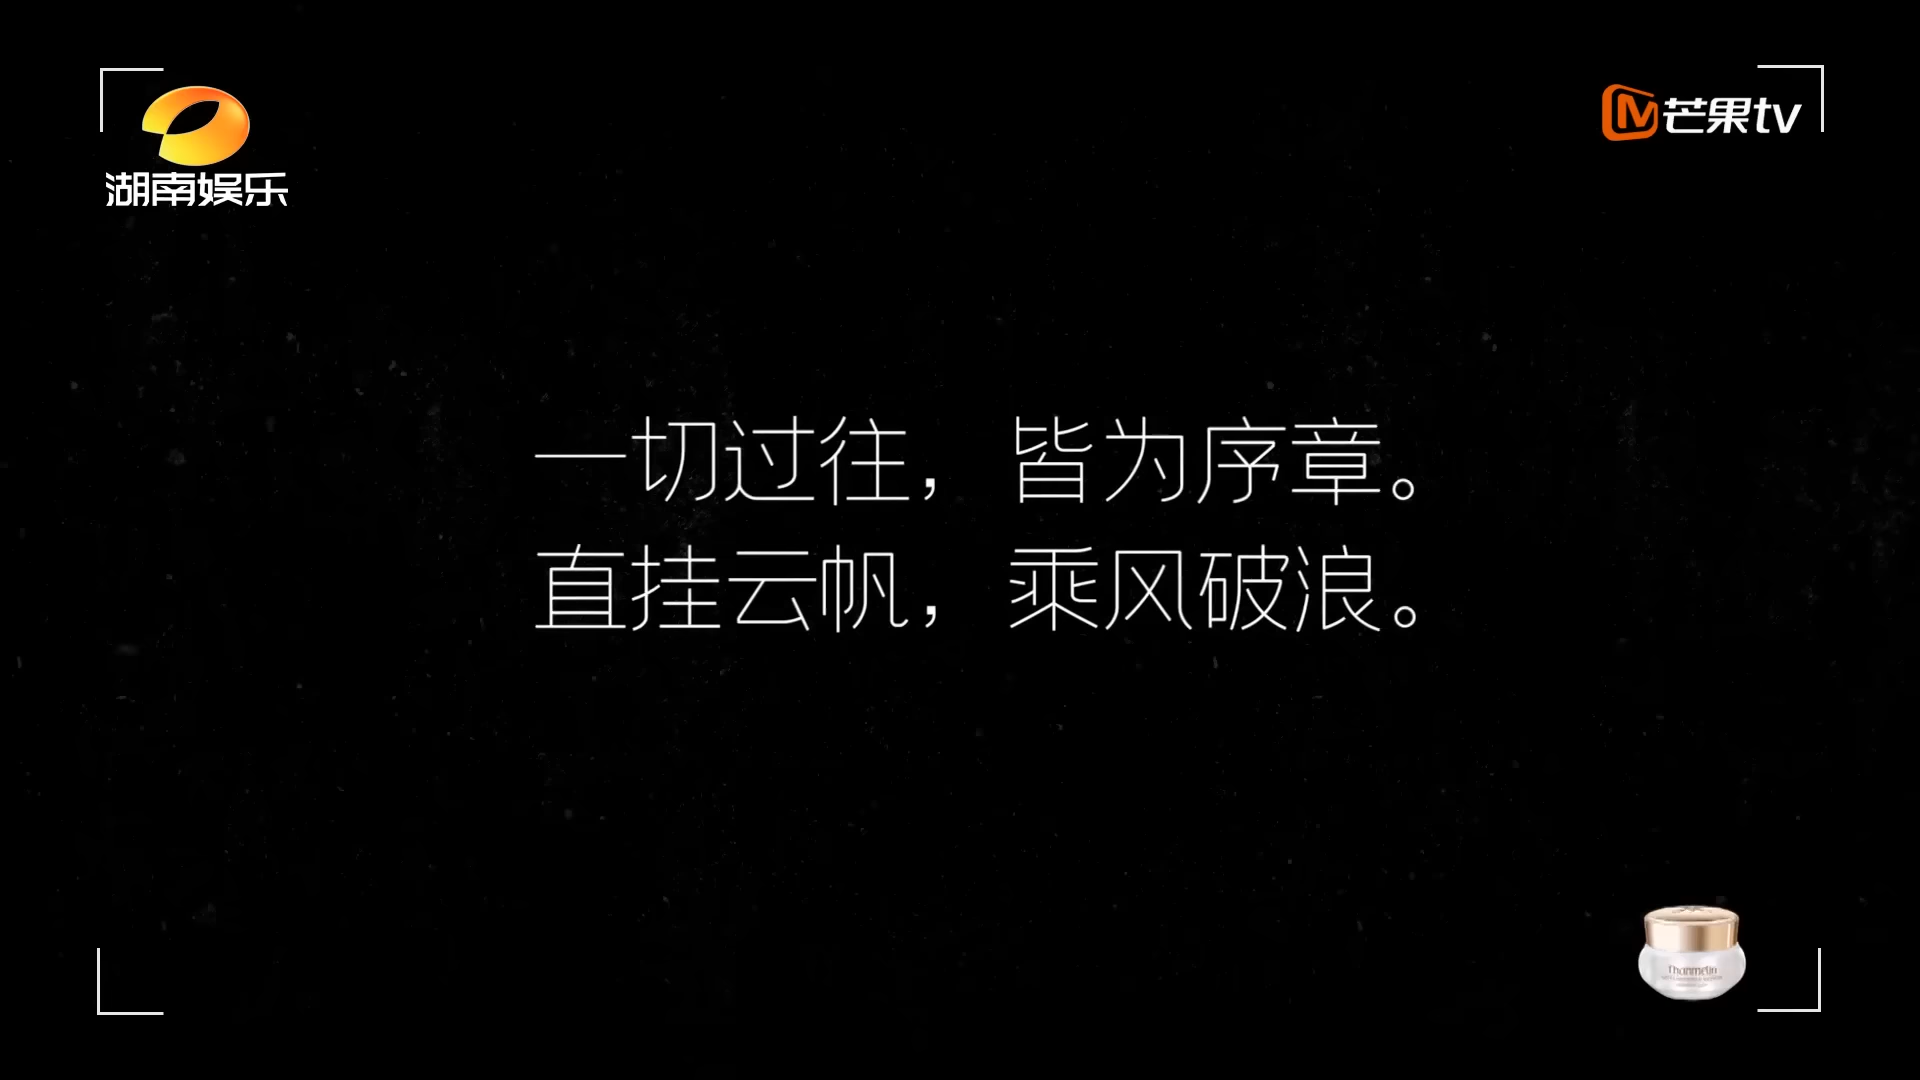 湖南娱乐
芒果tv
一切过往，皆为序章。
直挂云帆，乘风破浪。